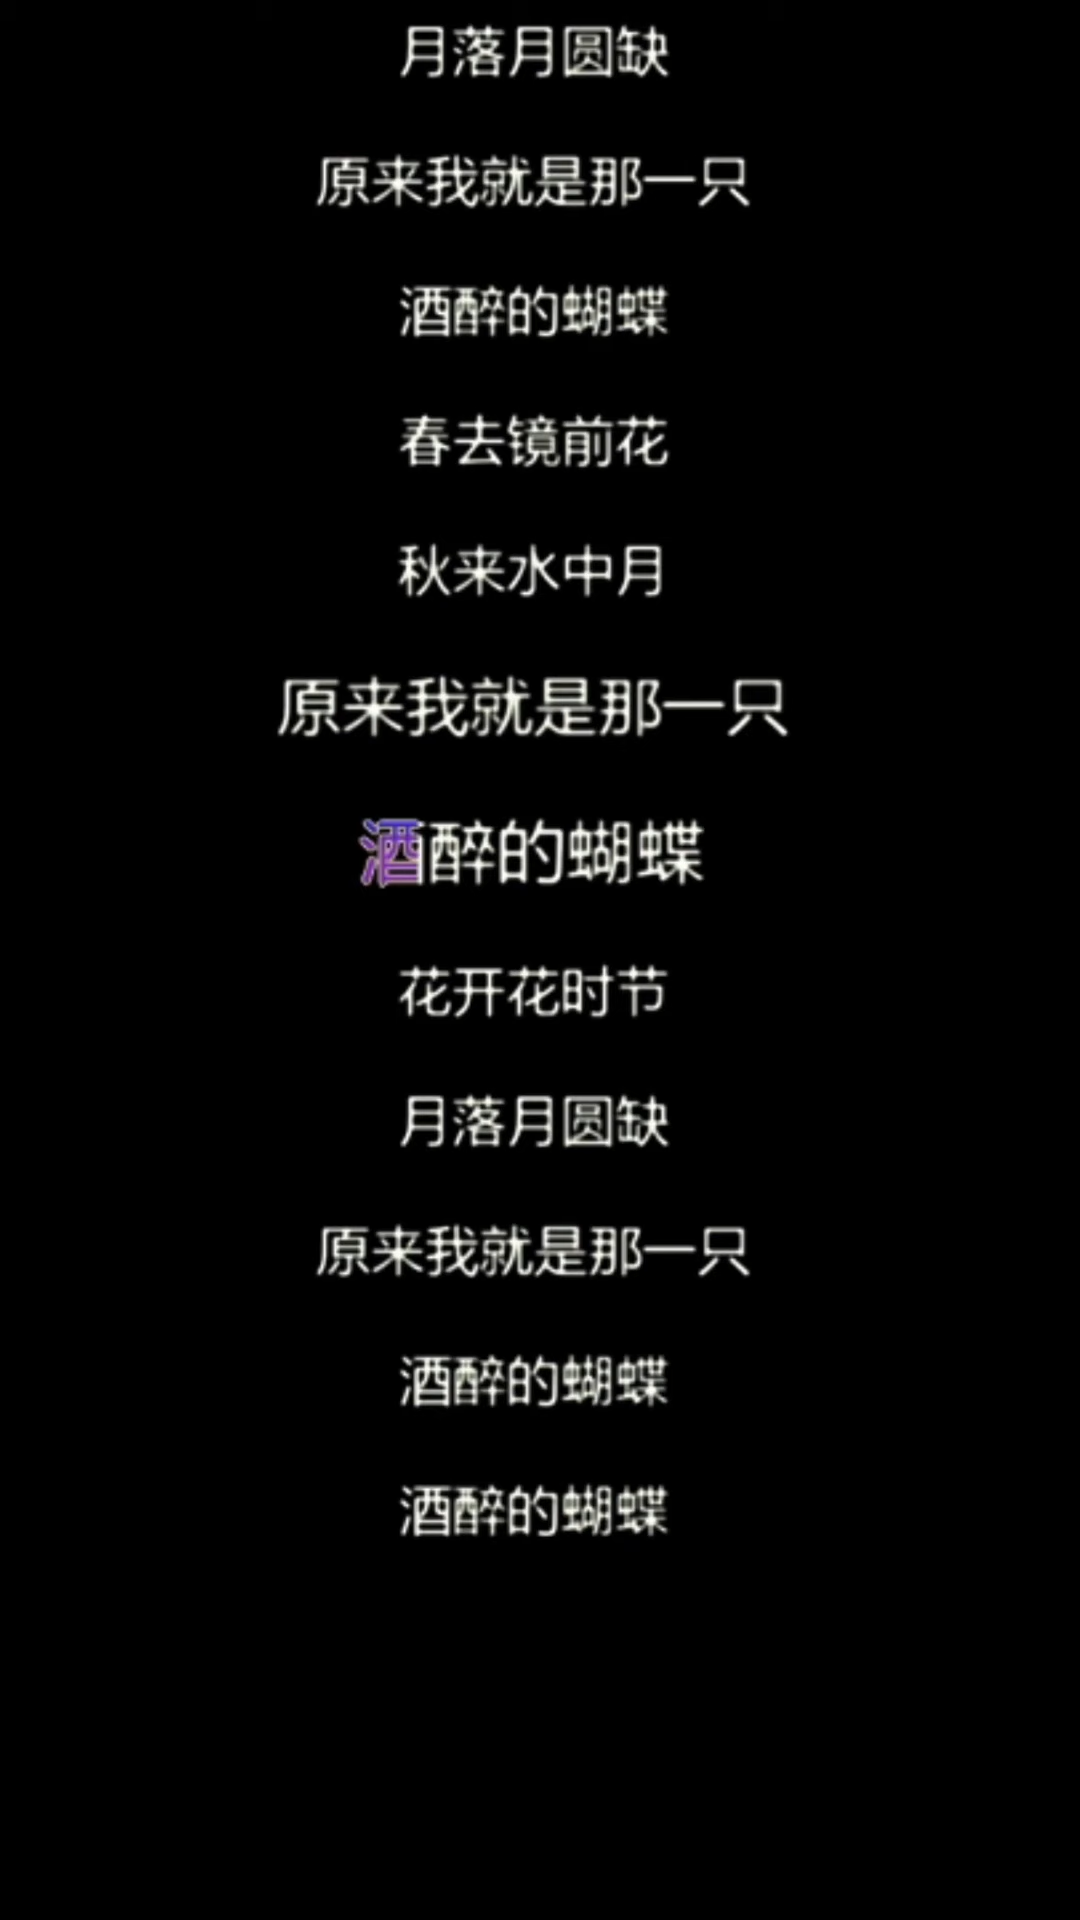 月落月圆缺
原来我就是那一只
酒醉的蝴蝶
春去镜前花
秋来水中月
原来我就是那一只
酒醉的蝴蝶
花开花时节
月落月圆缺
原来我就是那一只
酒醉的蝴蝶
酒醉的蝴蝶